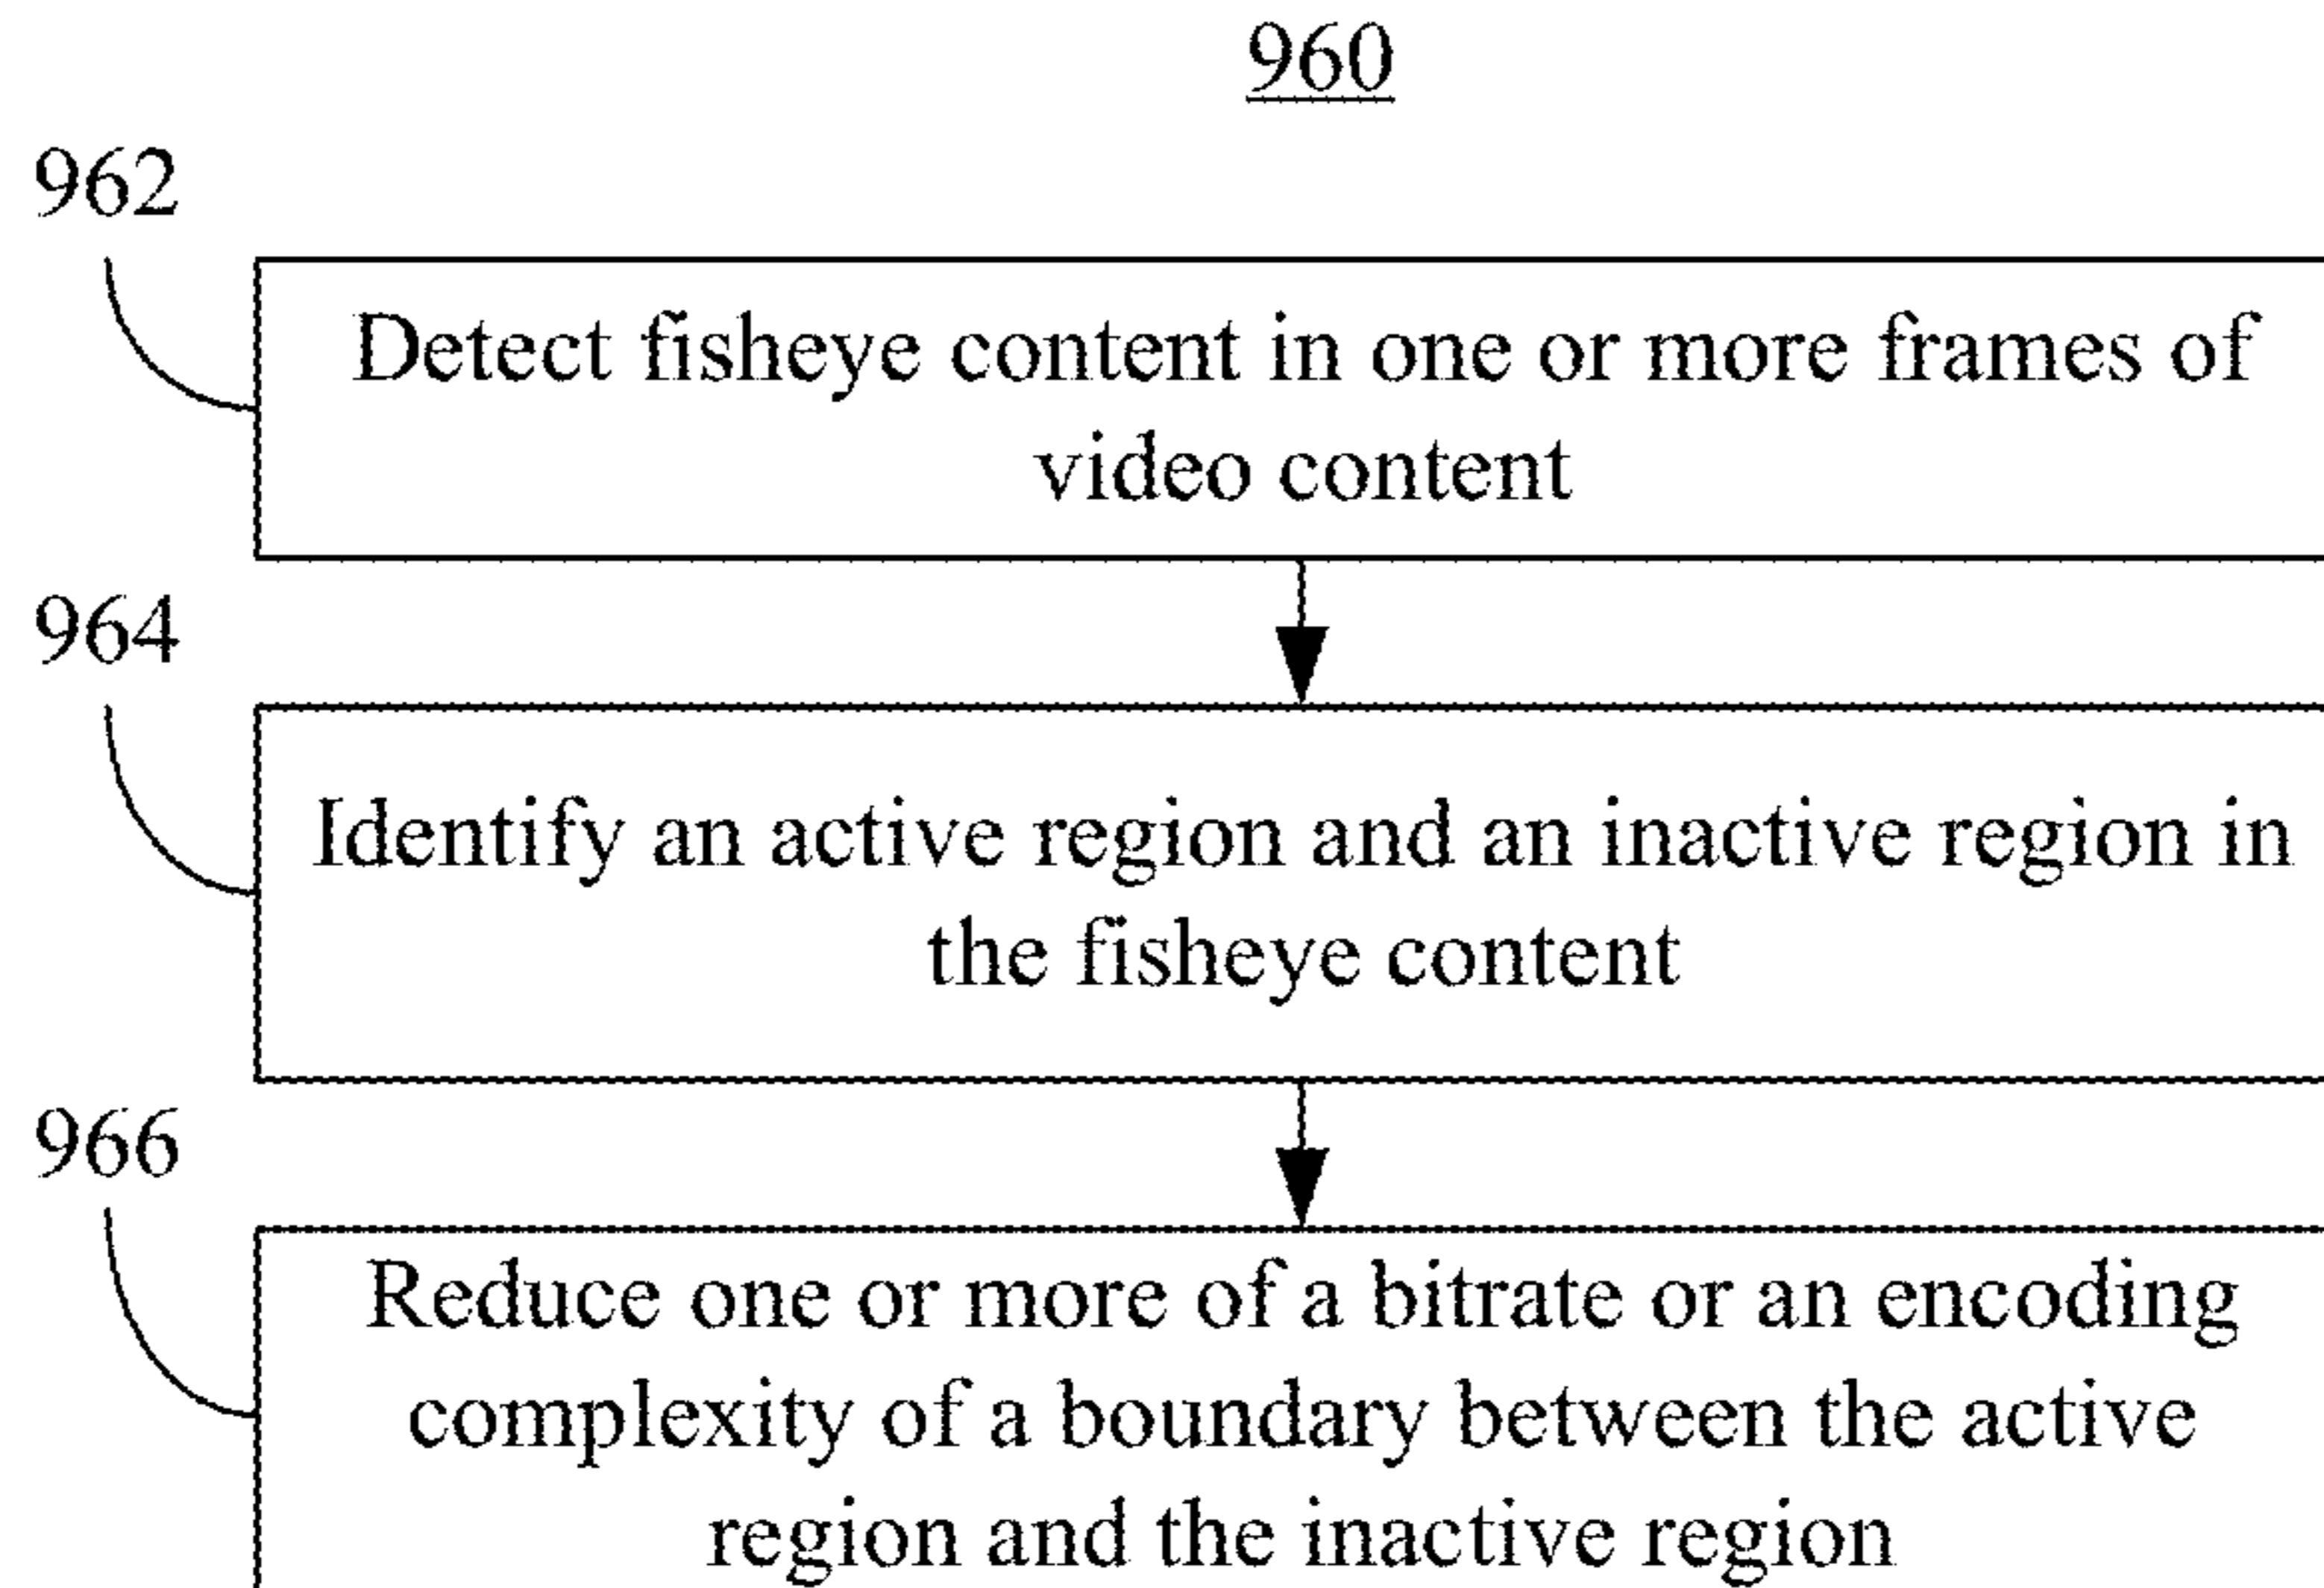 960
962
Detect fisheye content in one or more frames of
video content
964
Identify an active region and an inactive region in
the fisheye content
966
Reduce one or more of a bitrate or an encoding
complexity of a boundary between the active
region and the inactive region